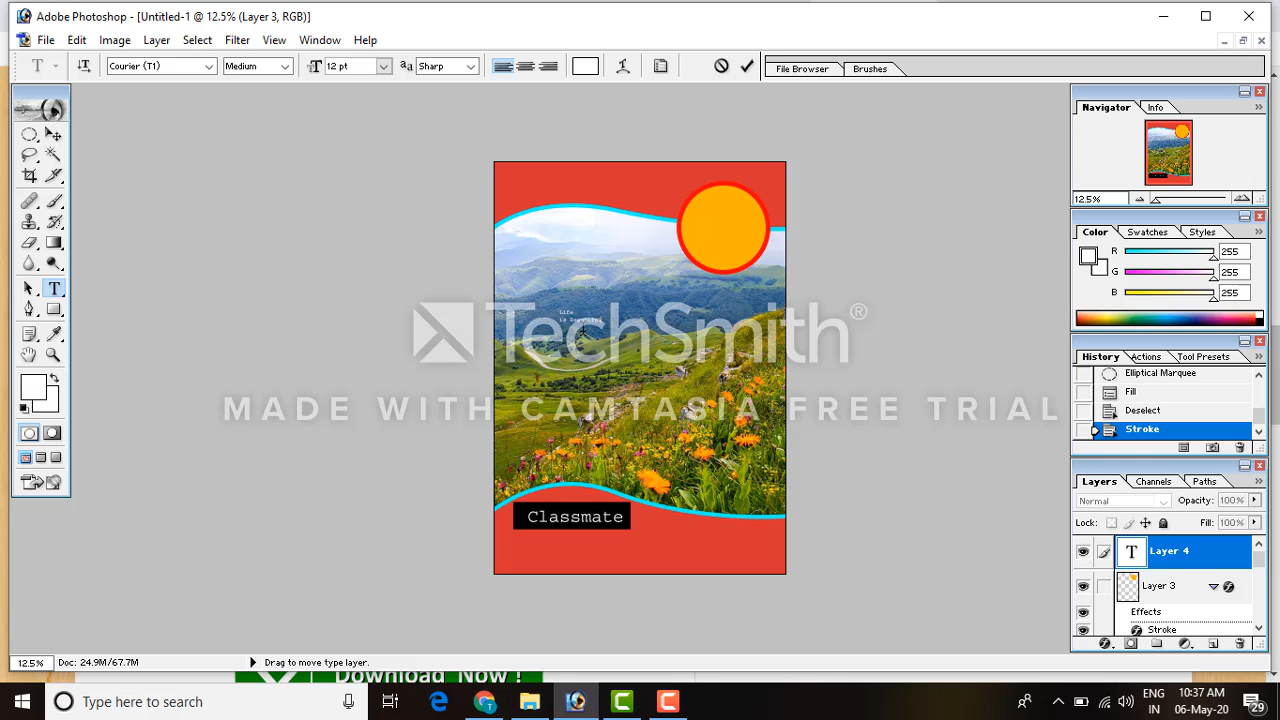 Adobe Photoshop - [Untitled-1 @ 12.5% (Layer 3, RGB)]
File Edit Image Layer Select Filter View Window Help
T Courier (T1) Medium 12 pt aa Sharp File Browser Brushes
Navigator Info
12.5%
Color Swatches Styles
R 255
G 255
B 255
Life
is Beautiful
TechSmith®
MADE WITH CAMTASIA FREE TRIAL
History Actions Tool Presets
Elliptical Marquee
Fill
Deselect
Stroke
Layers Channels Paths
Normal Opacity: 100%
Lock: Fill: 100%
T Layer 4
Layer 3
Effects
Stroke
Classmate
12.5% Doc: 24.9M/67.7M Drag to move type layer.
Download Now !
Type here to search
ENG
IN
10:37 AM
06-May-20
29